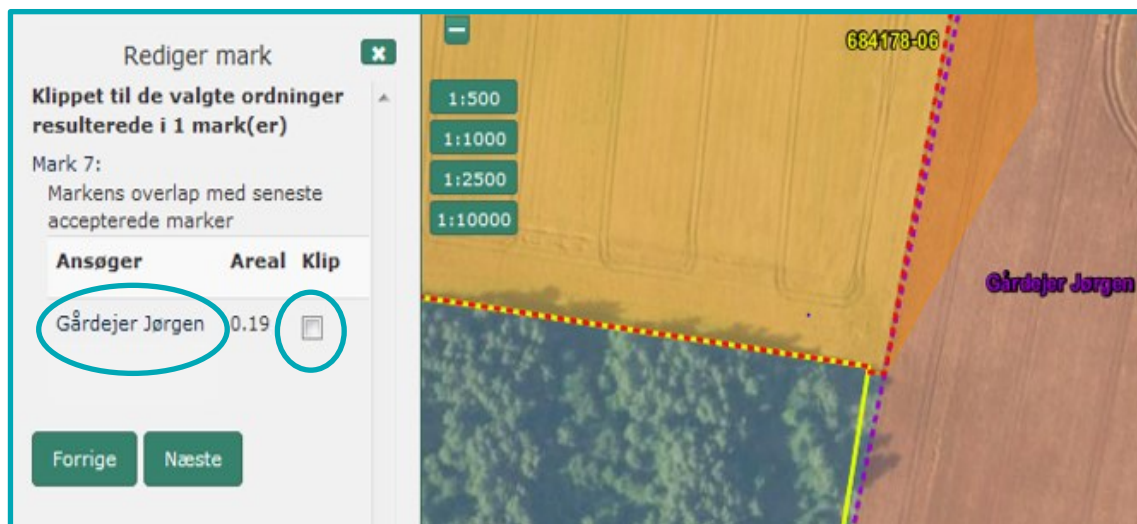 Rediger mark
Klippet til de valgte ordninger
resulterede i 1 mark(er)
Mark 7:
Markens overlap med seneste
accepterede marker
Ansøger Areal Klip
Gårdejer Jørgen 0.19
Forrige Næste
1:500
1:1000
1:2500
1:10000
684178-06
Gårdejer Jørgen